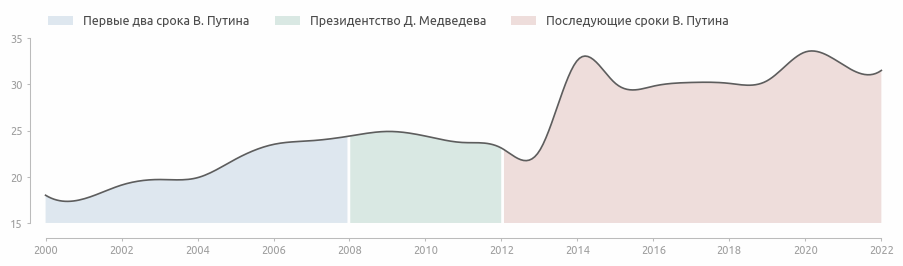 Первые два срока В. Путина
Президентство Д. Медведева
Последующие сроки В. Путина
35
30
25
20
15
2000 2002 2004 2006 2008 2010 2012 2014 2016 2018 2020 2022